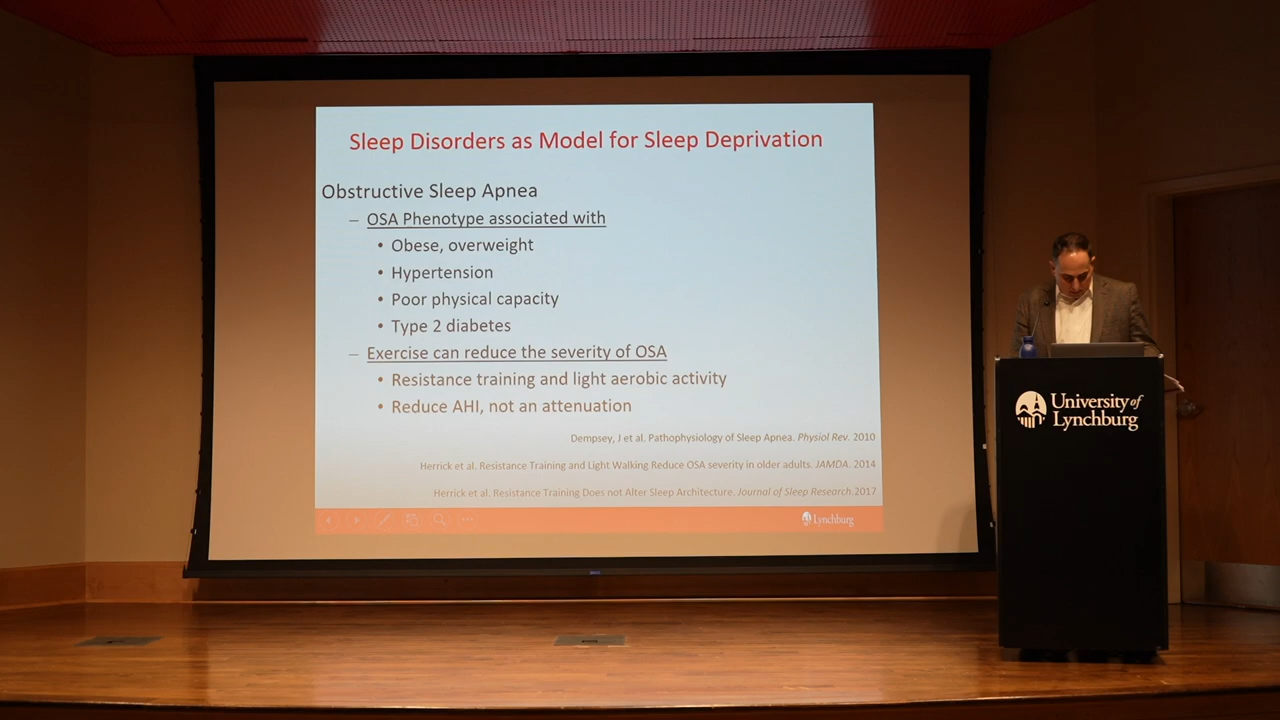 Sleep Disorders as Model for Sleep Deprivation
Obstructive Sleep Apnea
– OSA Phenotype associated with
• Obese, overweight
• Hypertension
• Poor physical capacity
• Type 2 diabetes
– Exercise can reduce the severity of OSA
• Resistance training and light aerobic activity
• Reduce AHI, not an attenuation
Dempsey, J et al. Pathophysiology of Sleep Apnea. Physiol Rev. 2010
Herrick et al. Resistance Training and Light Walking Reduce OSA severity in older adults. JAMDA. 2014
Herrick et al. Resistance Training Does not Alter Sleep Architecture. Journal of Sleep Research.2017
Lynchburg
University of
Lynchburg